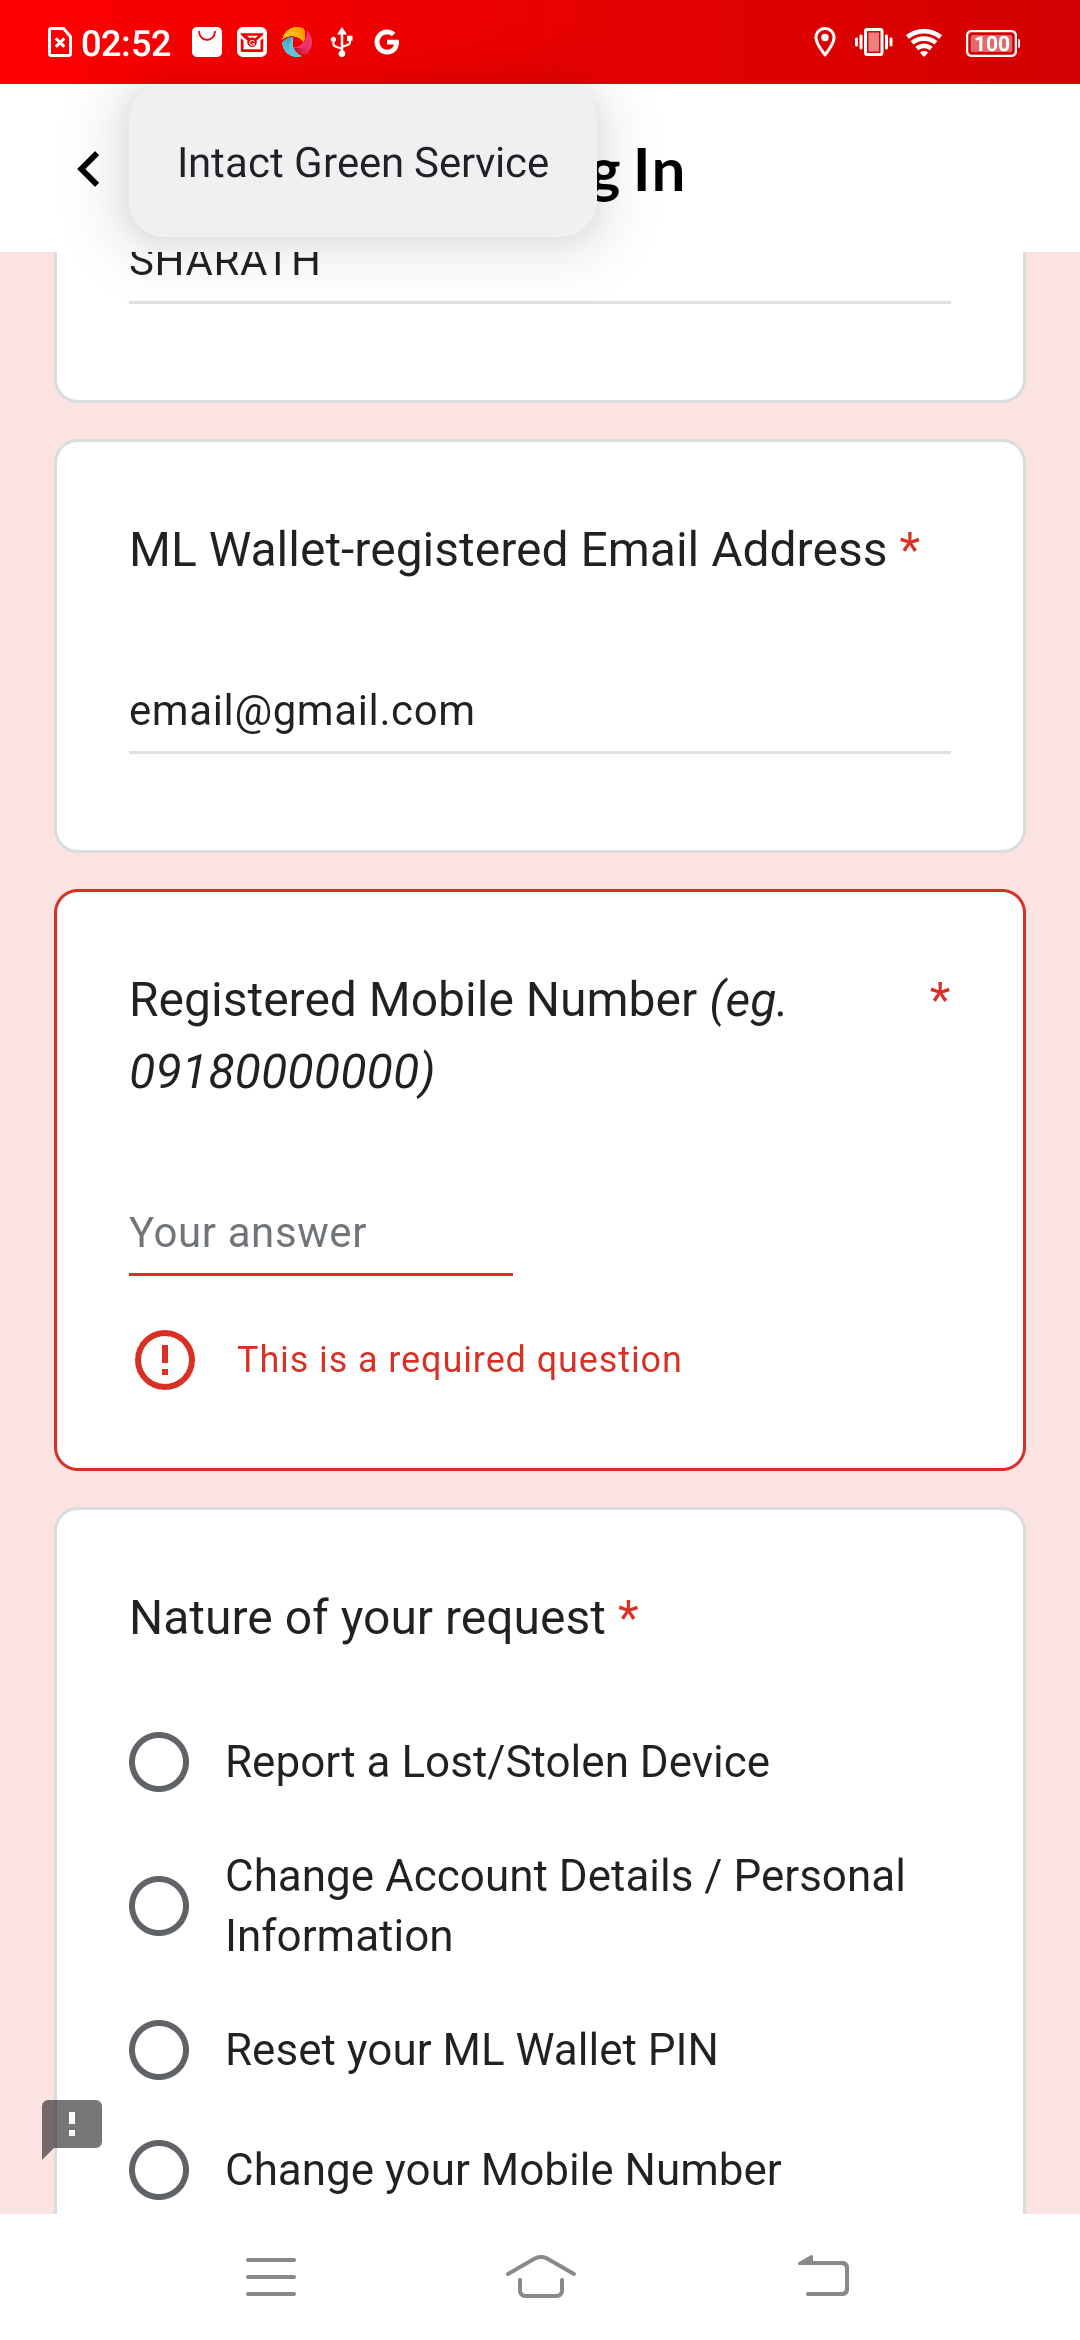 02:52
100
Intact Green Service
g In
SHARATH
ML Wallet-registered Email Address *
email@gmail.com
Registered Mobile Number (eg. *
09180000000)
Your answer
This is a required question
Nature of your request *
Report a Lost/Stolen Device
Change Account Details / Personal
Information
Reset your ML Wallet PIN
Change your Mobile Number